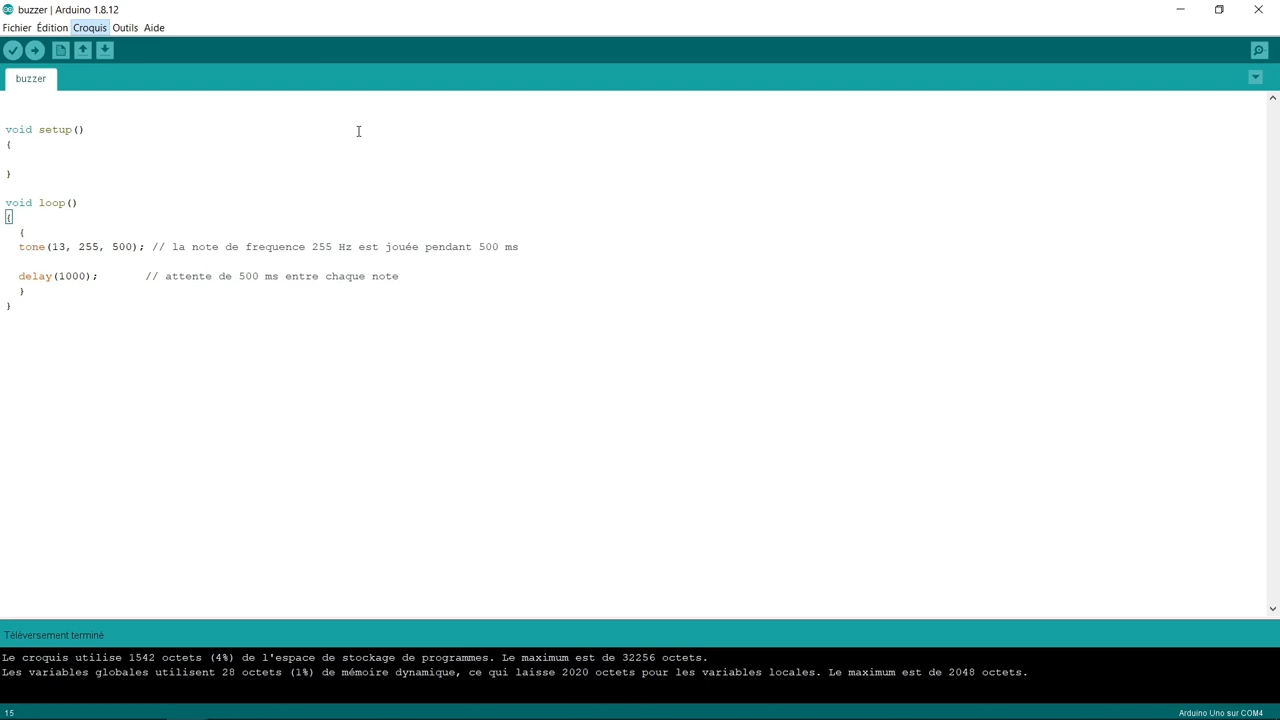 buzzer | Arduino 1.8.12
Fichier Édition Croquis Outils Aide
buzzer
void setup()
{
}
void loop()
{
{
tone(13, 255, 500); // la note de frequence 255 Hz est jouée pendant 500 ms
delay(1000); // attente de 500 ms entre chaque note
}
}
Téléversement terminé
Le croquis utilise 1542 octets (4%) de l'espace de stockage de programmes. Le maximum est de 32256 octets.
Les variables globales utilisent 28 octets (1%) de mémoire dynamique, ce qui laisse 2020 octets pour les variables locales. Le maximum est de 2048 octets.
15 Arduino Uno sur COM4